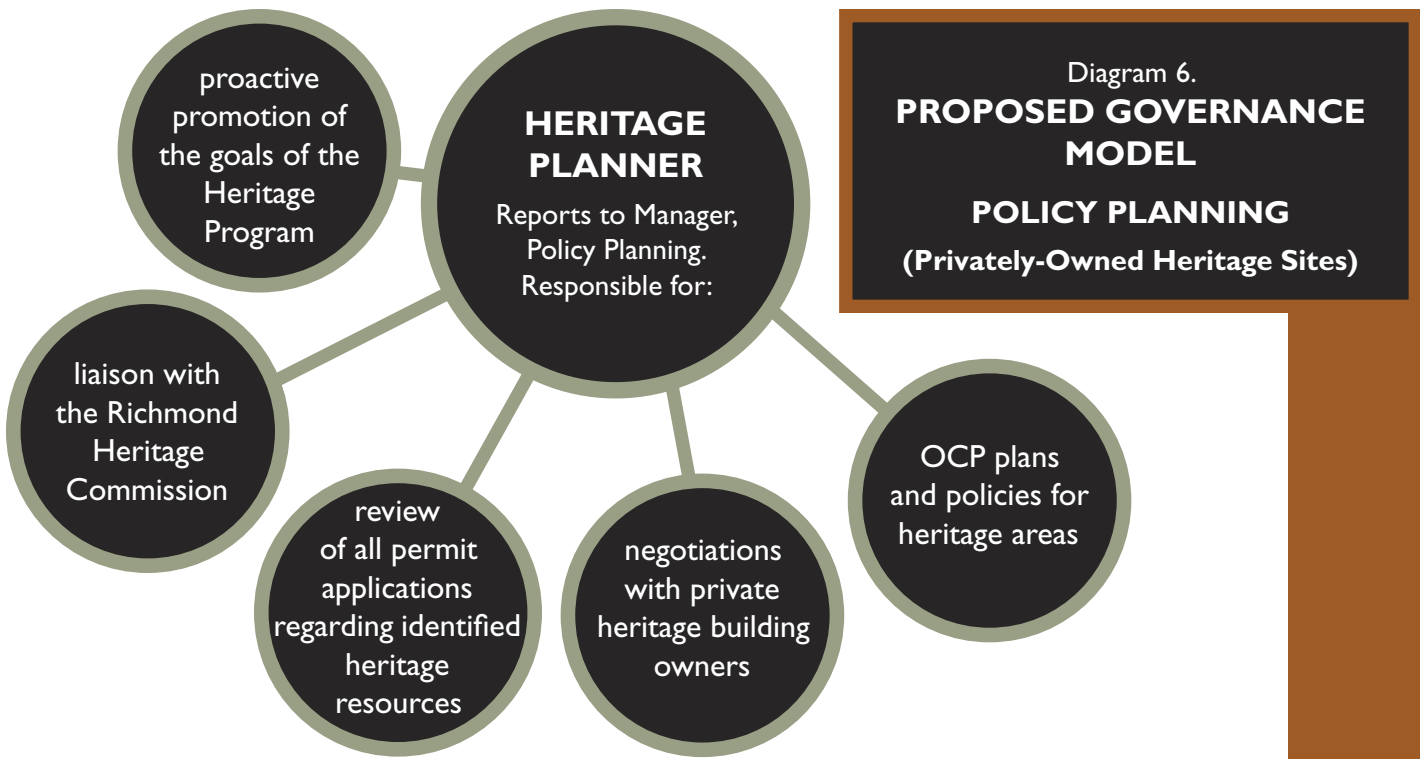 Diagram 6.
PROPOSED GOVERNANCE
MODEL
POLICY PLANNING
(Privately-Owned Heritage Sites)
HERITAGE
PLANNER
Reports to Manager,
Policy Planning.
Responsible for:
proactive
promotion of
the goals of the
Heritage
Program
liaison with
the Richmond
Heritage
Commission
review
of all permit
applications
regarding identified
heritage
resources
negotiations
with private
heritage building
owners
OCP plans
and policies for
heritage areas